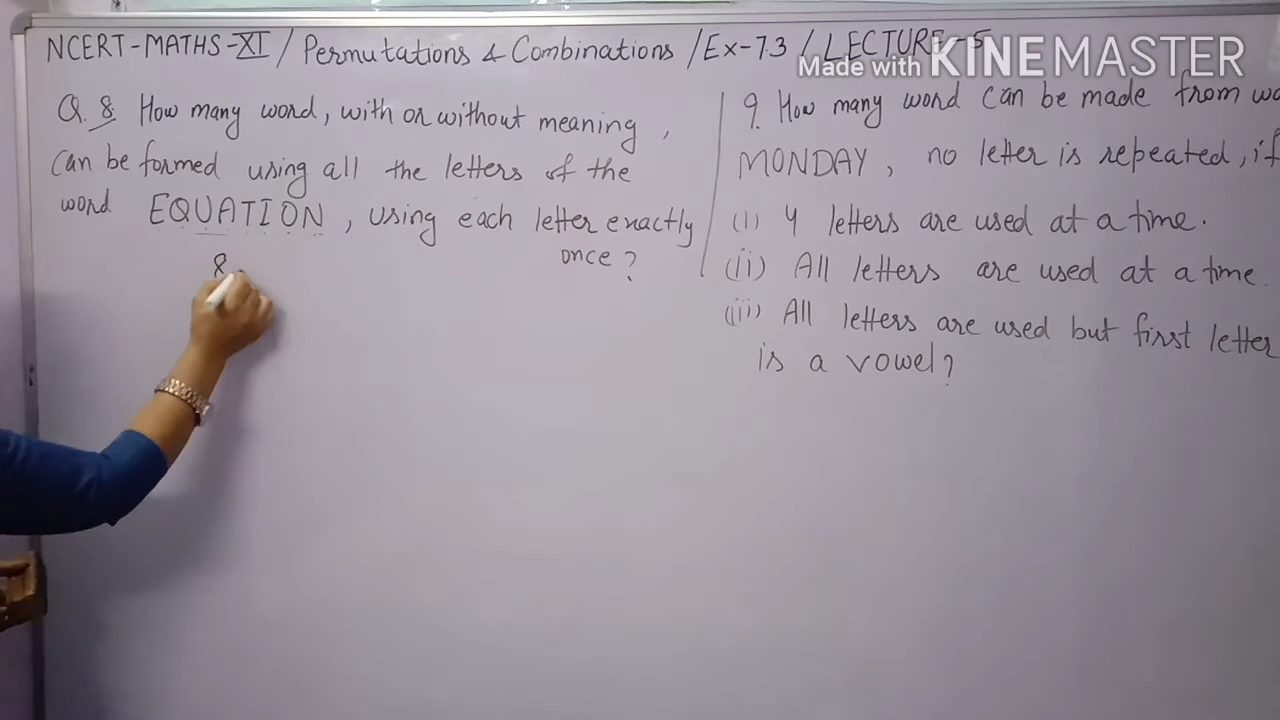 NCERT-MATHS-XI / Permutations & Combinations / Ex-7.3 / LECTURE-5
Made with KINEMASTER
Q. 8. How many word, with or without meaning,
can be formed using all the letters of the
word EQUATION, using each letter exactly
once?
8
9. How many word can be made from
MONDAY, no letter is repeated, if
(i) 4 letters are used at a time.
(ii) All letters are used at a time.
(iii) All letters are used but first letter
is a vowel?